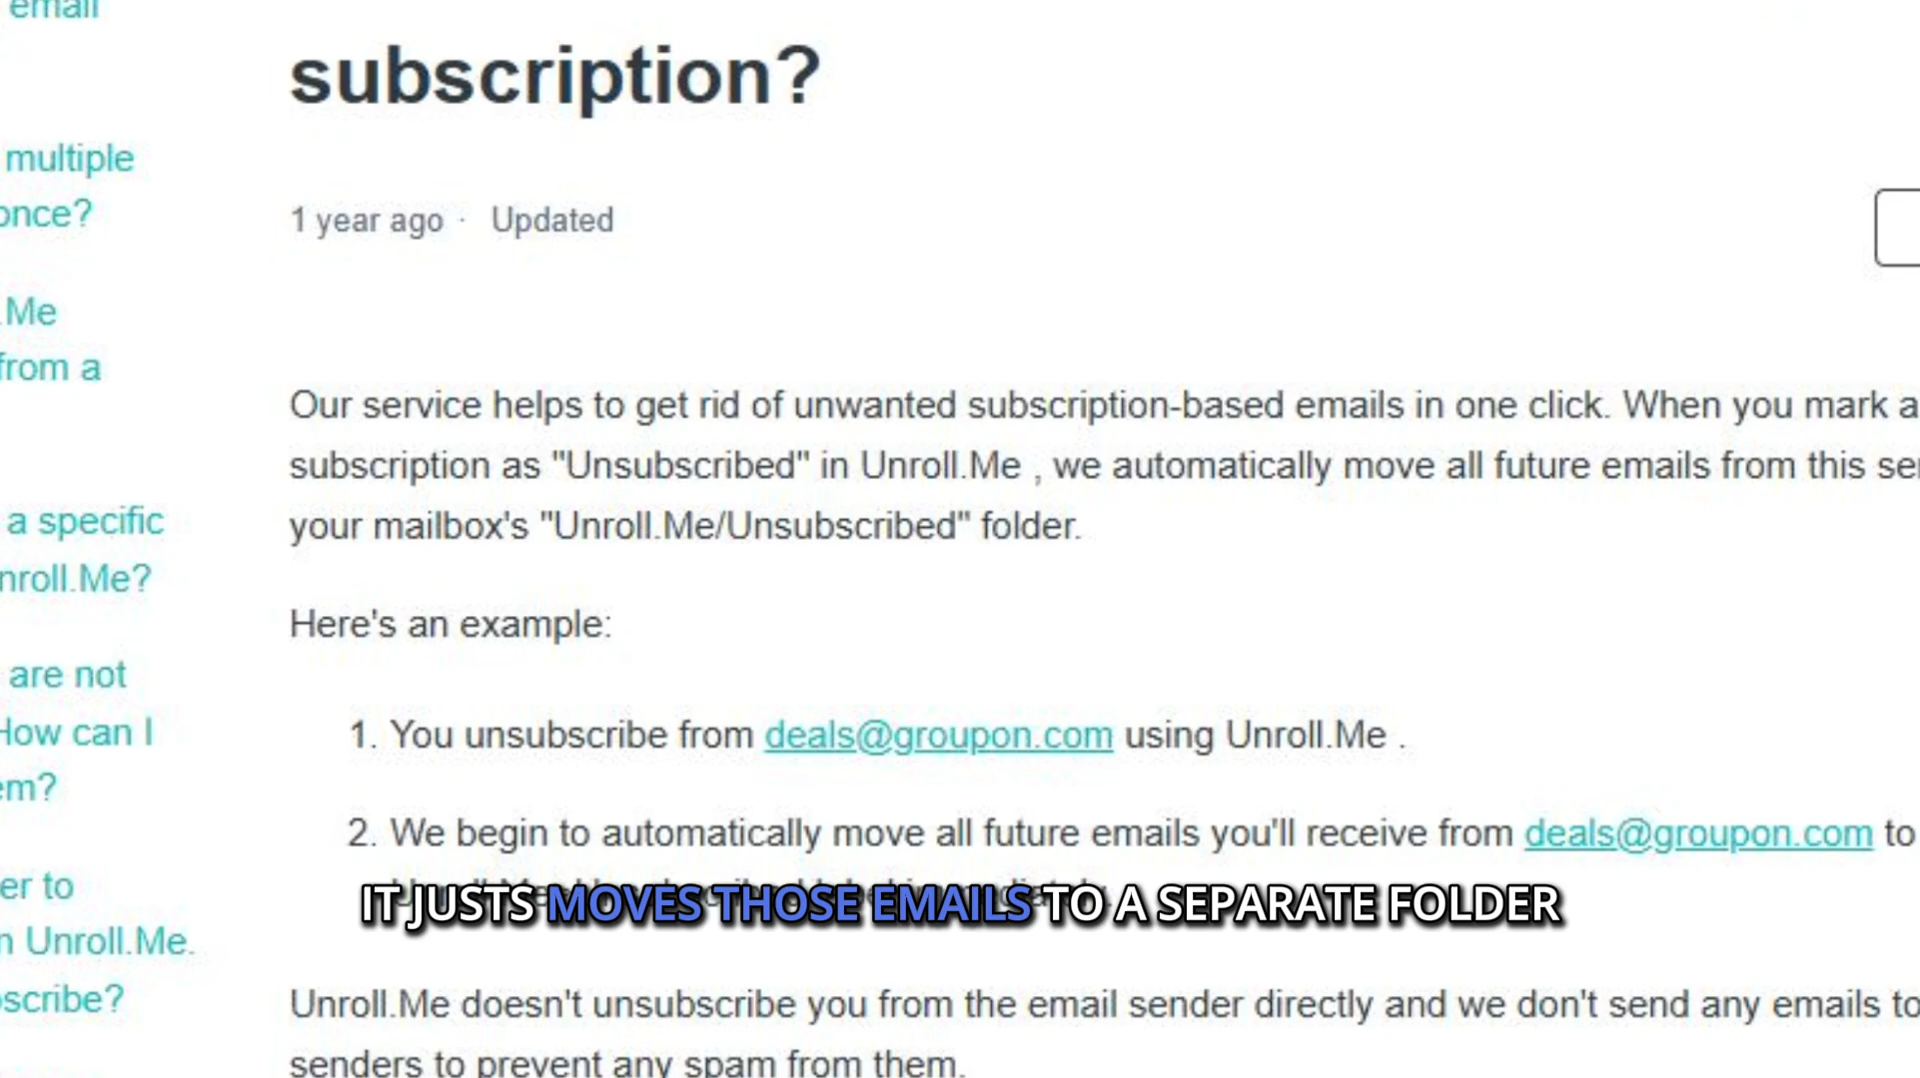 email
multiple
once?
.Me
from a
a specific
nroll.Me?
are not
How can I
em?
er to
n Unroll.Me.
scribe?
subscription?
1 year ago · Updated
Our service helps to get rid of unwanted subscription-based emails in one click. When you mark a
subscription as "Unsubscribed" in Unroll.Me , we automatically move all future emails from this se
your mailbox's "Unroll.Me/Unsubscribed" folder.
Here's an example:
1. You unsubscribe from deals@groupon.com using Unroll.Me .
2. We begin to automatically move all future emails you'll receive from deals@groupon.com to
IT JUSTS MOVES THOSE EMAILS TO A SEPARATE FOLDER
Unroll.Me doesn't unsubscribe you from the email sender directly and we don't send any emails to
senders to prevent any spam from them.